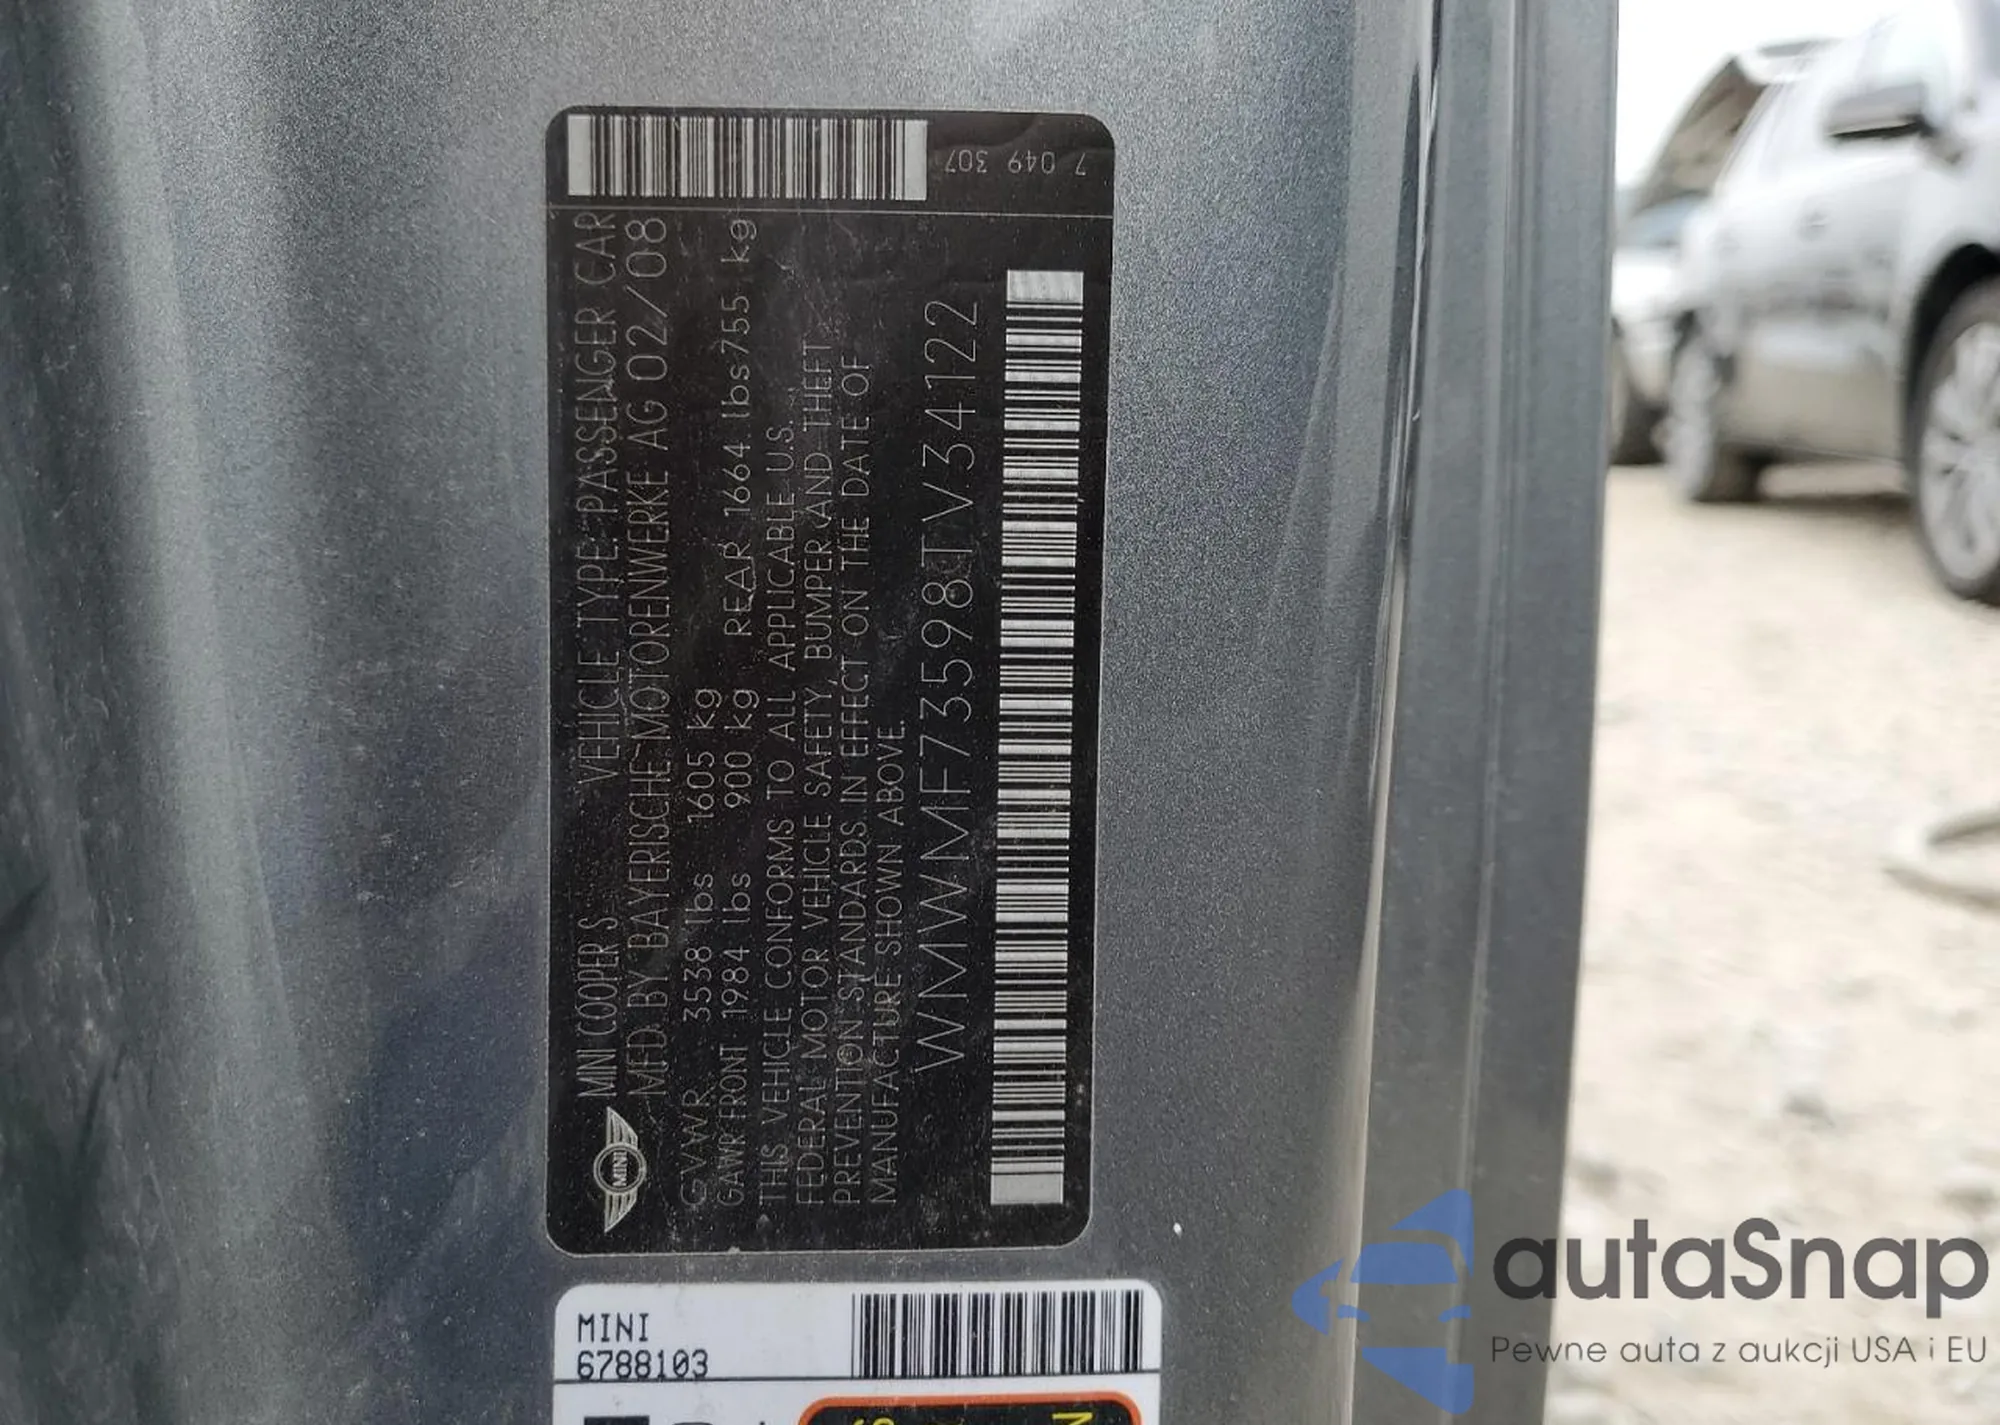 MINI COOPER S VEHICLE TYPE: PASSENGER CAR
MFD BY BAYERISCHE MOTORENWERKE AG 02/08
GVWR 3538 lbs 1605 kg
GAWR FRONT 1984 lbs 900 kg REAR 1664 lbs 755 kg
THIS VEHICLE CONFORMS TO ALL APPLICABLE U.S.
FEDERAL MOTOR VEHICLE SAFETY, BUMPER, AND THEFT
PREVENTION STANDARDS IN EFFECT ON THE DATE OF
MANUFACTURE SHOWN ABOVE.
WMWMF73598TV34122
7 049 307
MINI
MINI
6788103
autaSnap
Pewne auta z aukcji USA i EU